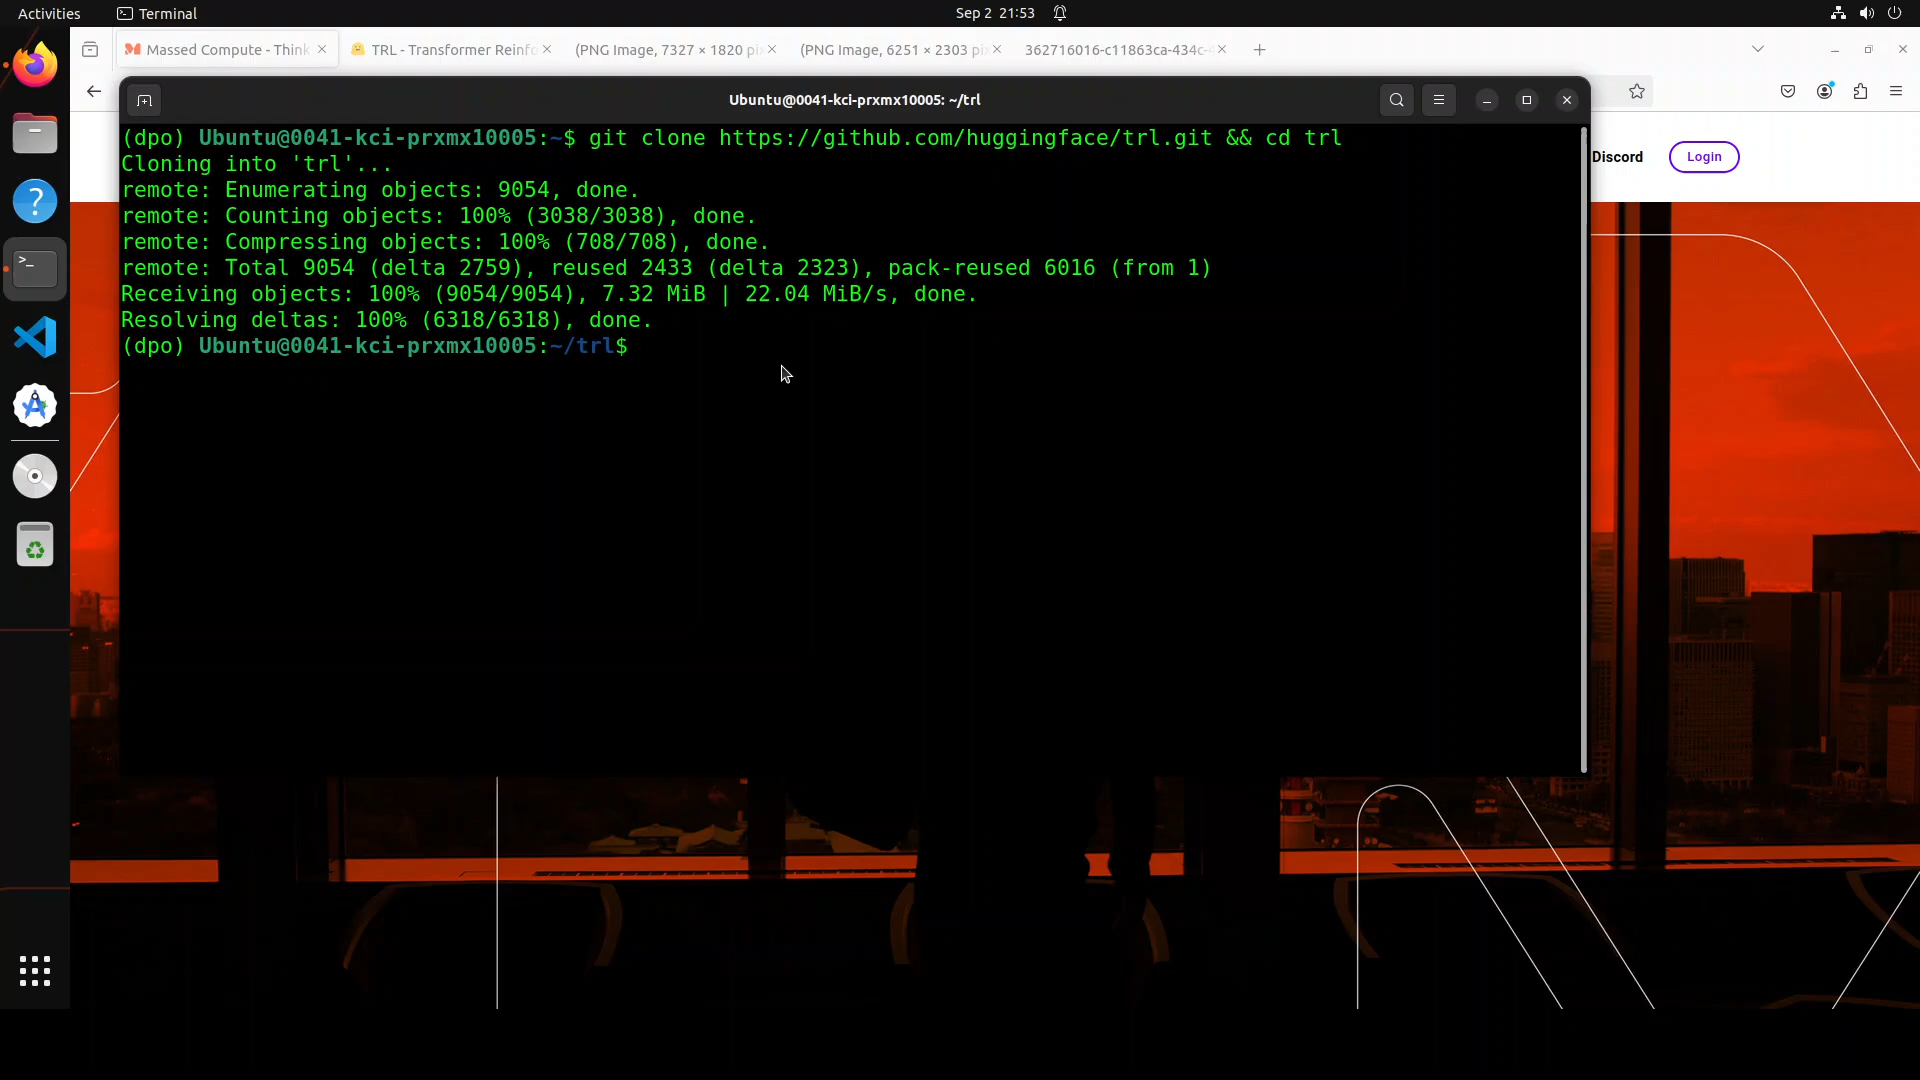 Activities
Terminal
Sep 2 21:53
Massed Compute - Think
TRL - Transformer Reinfo
(PNG Image, 7327 × 1820 pi
(PNG Image, 6251 × 2303 pi
362716016-c11863ca-434c-4
Ubuntu@0041-kci-prxmx10005: ~/trl
(dpo) Ubuntu@0041-kci-prxmx10005:~$ git clone https://github.com/huggingface/trl.git && cd trl
Cloning into 'trl'...
remote: Enumerating objects: 9054, done.
remote: Counting objects: 100% (3038/3038), done.
remote: Compressing objects: 100% (708/708), done.
remote: Total 9054 (delta 2759), reused 2433 (delta 2323), pack-reused 6016 (from 1)
Receiving objects: 100% (9054/9054), 7.32 MiB | 22.04 MiB/s, done.
Resolving deltas: 100% (6318/6318), done.
(dpo) Ubuntu@0041-kci-prxmx10005:~/trl$
Discord
Login